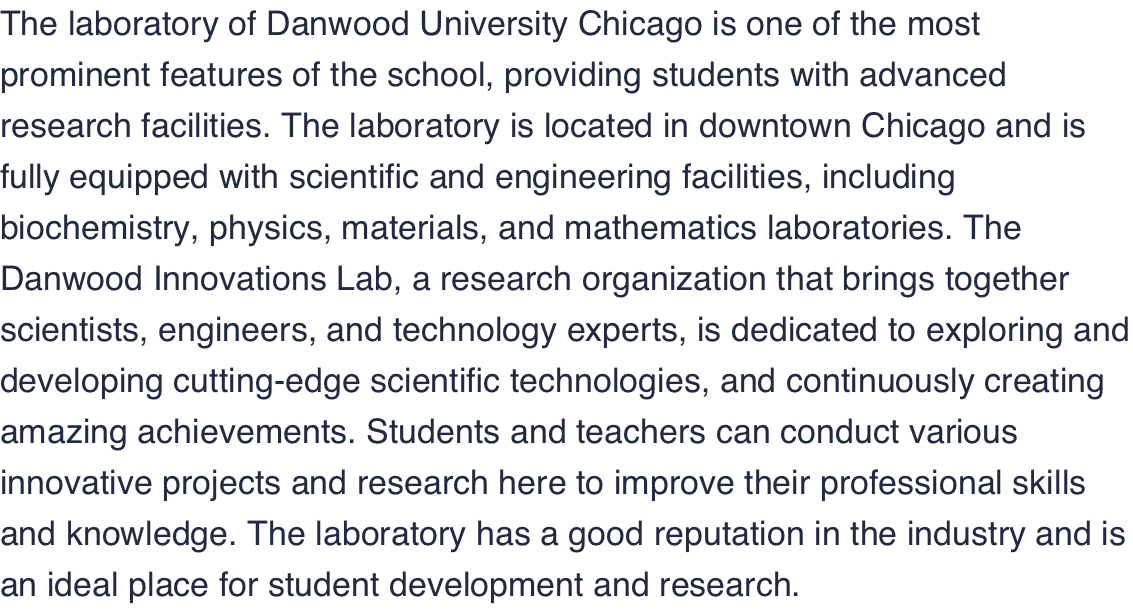 The laboratory of Danwood University Chicago is one of the most
prominent features of the school, providing students with advanced
research facilities. The laboratory is located in downtown Chicago and is
fully equipped with scientific and engineering facilities, including
biochemistry, physics, materials, and mathematics laboratories. The
Danwood Innovations Lab, a research organization that brings together
scientists, engineers, and technology experts, is dedicated to exploring and
developing cutting-edge scientific technologies, and continuously creating
amazing achievements. Students and teachers can conduct various
innovative projects and research here to improve their professional skills
and knowledge. The laboratory has a good reputation in the industry and is
an ideal place for student development and research.